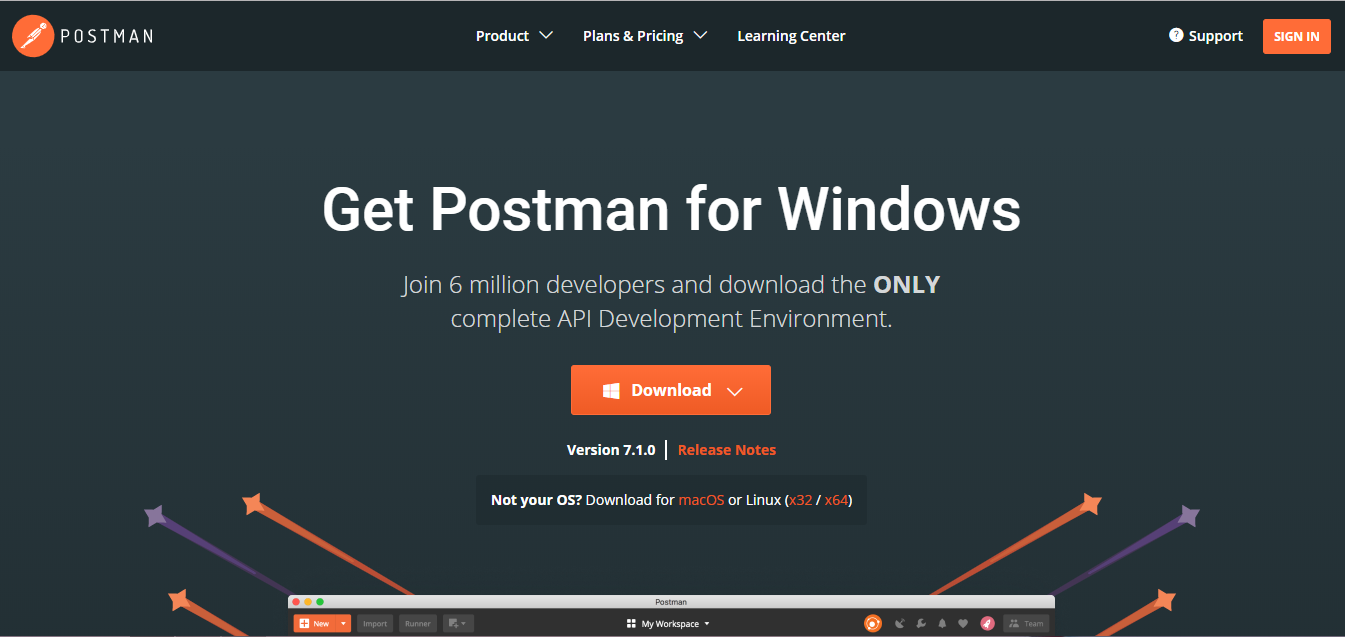 POSTMAN
Product
Plans & Pricing
Learning Center
? Support
SIGN IN
Get Postman for Windows
Join 6 million developers and download the ONLY
complete API Development Environment.
Download
Version 7.1.0 | Release Notes
Not your OS? Download for macOS or Linux (x32 / x64)
Postman
New
Import
Runner
My Workspace
Team